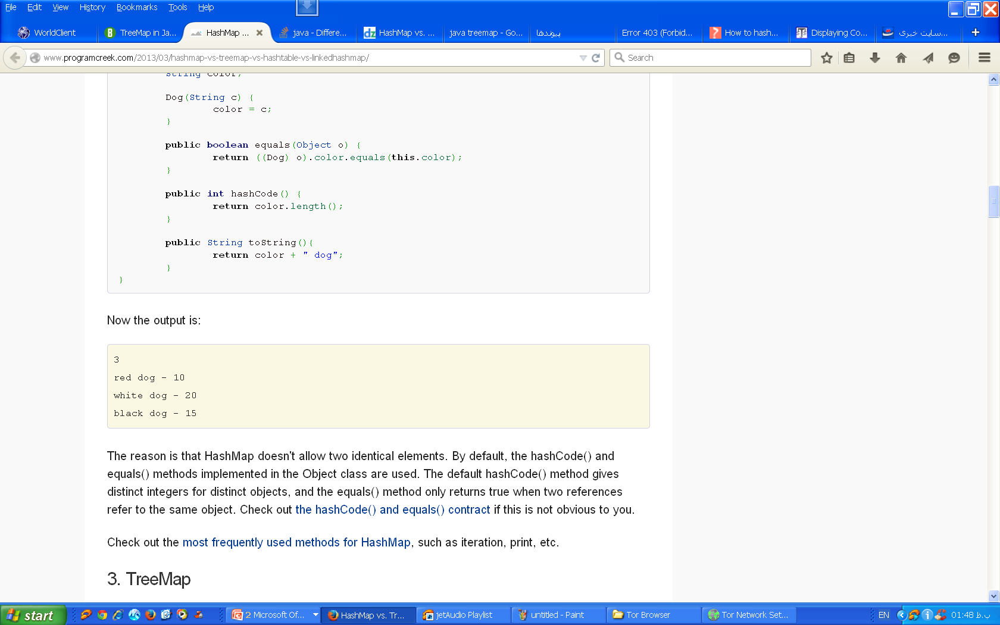 File Edit View History Bookmarks Tools Help
WorldClient TreeMap in Ja... HashMap ... java - Differe... HashMap vs. ... java treemap - Go... پیوندها Error 403 (Forbid... How to hash... Displaying Co... سایت خبری...
www.programcreek.com/2013/03/hashmap-vs-treemap-vs-hashtable-vs-linkedhashmap/ Search
String color;
Dog(String c) {
color = c;
}
public boolean equals(Object o) {
return ((Dog) o).color.equals(this.color);
}
public int hashCode() {
return color.length();
}
public String toString(){
return color + " dog";
}
}
Now the output is:
3
red dog - 10
white dog - 20
black dog - 15
The reason is that HashMap doesn't allow two identical elements. By default, the hashCode() and
equals() methods implemented in the Object class are used. The default hashCode() method gives
distinct integers for distinct objects, and the equals() method only returns true when two references
refer to the same object. Check out the hashCode() and equals() contract if this is not obvious to you.
Check out the most frequently used methods for HashMap, such as iteration, print, etc.
3. TreeMap
start 2 Microsoft Of... HashMap vs. Tr... jetAudio Playlist untitled - Paint Tor Browser Tor Network Set... EN 01:48 ب.ظ